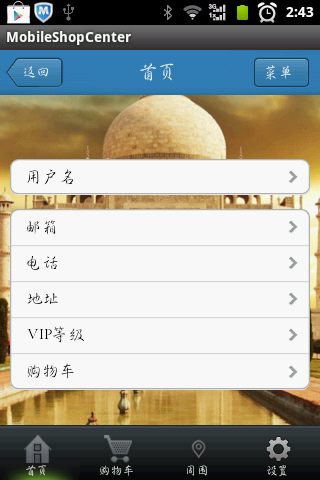 2:43
MobileShopCenter
返回 首页 菜单
用户名
邮箱
电话
地址
VIP等级
购物车
首页 购物车 周围 设置